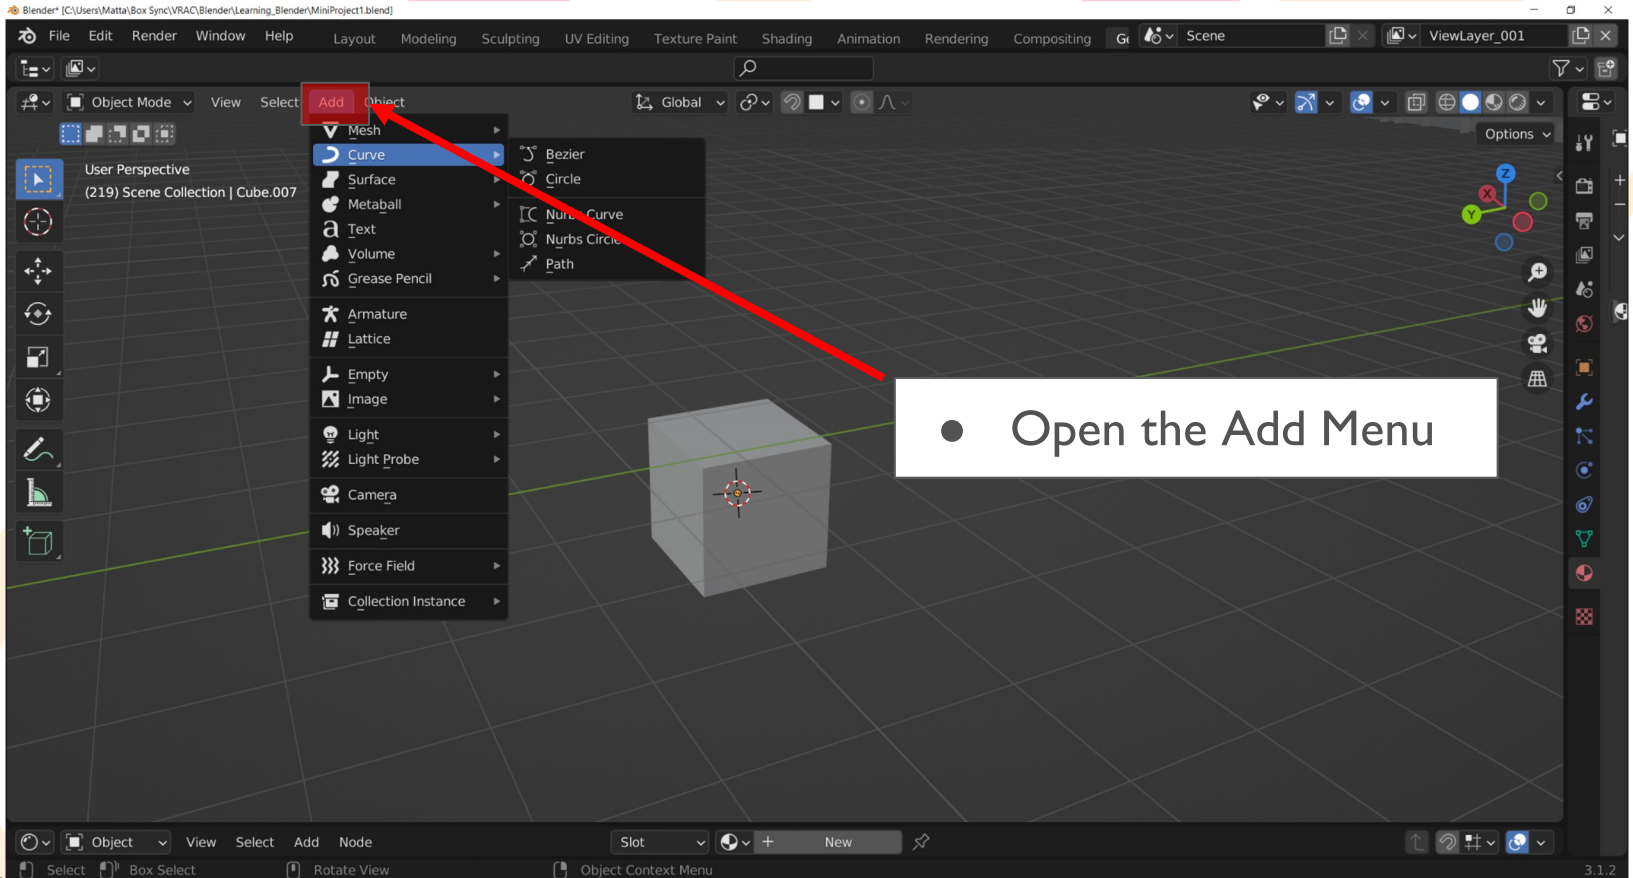 Blender* [C:\Users\Matta\Box Sync\VRAC\Blender\Learning_Blender\MiniProject1.blend]
File Edit Render Window Help Layout Modeling Sculpting UV Editing Texture Paint Shading Animation Rendering Compositing Ge Scene ViewLayer_001
Object Mode View Select Add Object Global
Options
User Perspective
(219) Scene Collection | Cube.007
Mesh
Curve
Surface
Metaball
Text
Volume
Grease Pencil
Armature
Lattice
Empty
Image
Light
Light Probe
Camera
Speaker
Force Field
Collection Instance
Bezier
Circle
Nurbs Curve
Nurbs Circle
Path
Z
X
Y
● Open the Add Menu
Object View Select Add Node Slot New
Select Box Select Rotate View Object Context Menu 3.1.2